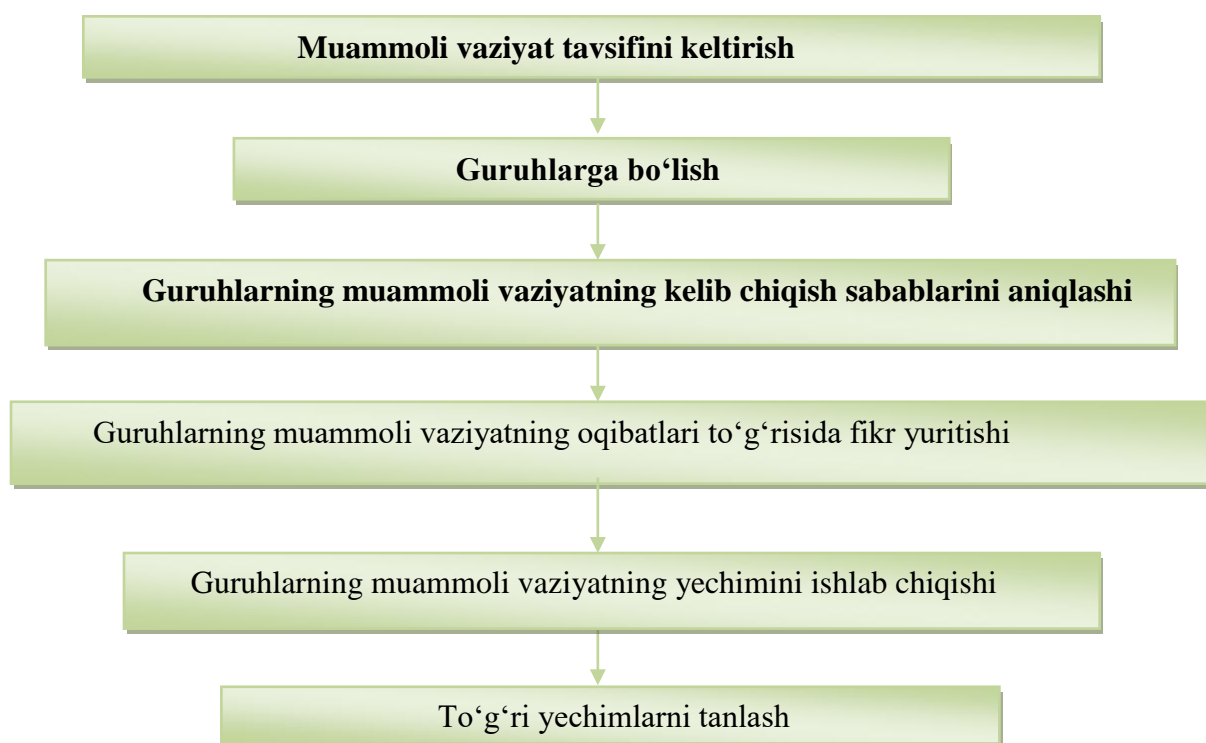 Muammoli vaziyat tavsifini keltirish
Guruhlarga bo‘lish
Guruhlarning muammoli vaziyatning kelib chiqish sabablarini aniqlashi
Guruhlarning muammoli vaziyatning oqibatlari to‘g‘risida fikr yuritishi
Guruhlarning muammoli vaziyatning yechimini ishlab chiqishi
To‘g‘ri yechimlarni tanlash